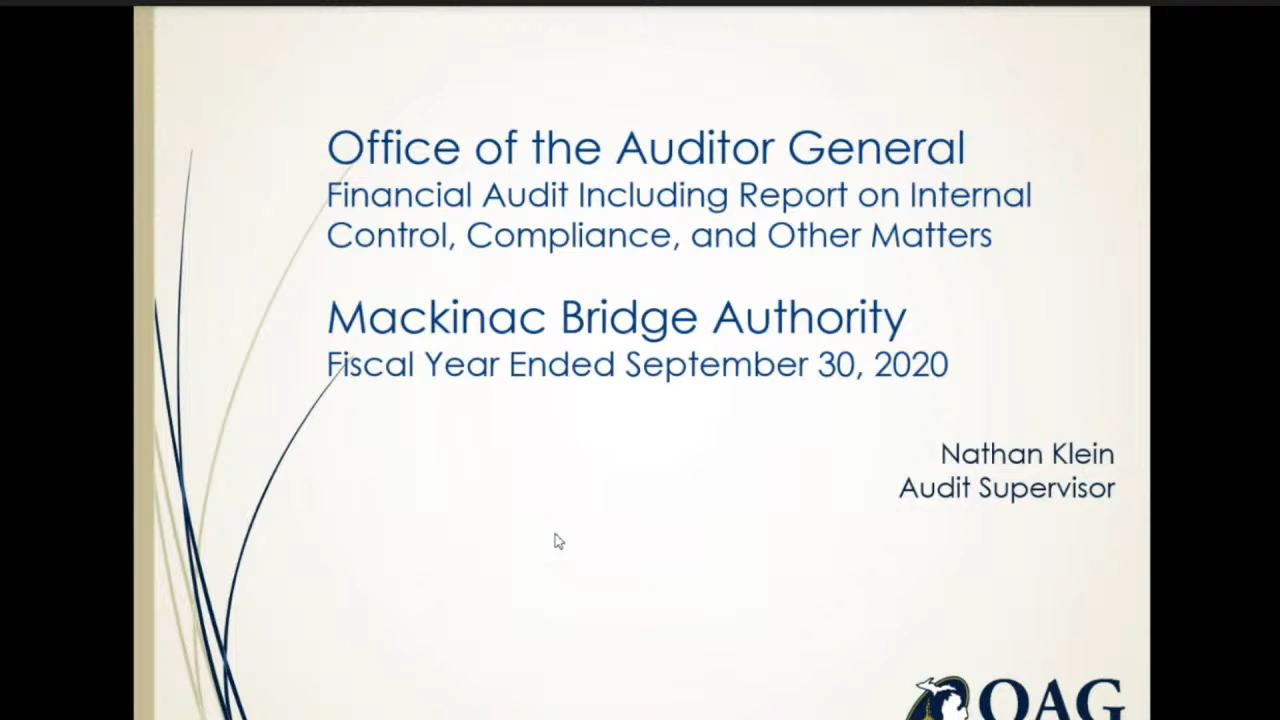 Office of the Auditor General
Financial Audit Including Report on Internal
Control, Compliance, and Other Matters
Mackinac Bridge Authority
Fiscal Year Ended September 30, 2020
Nathan Klein
Audit Supervisor
OAG